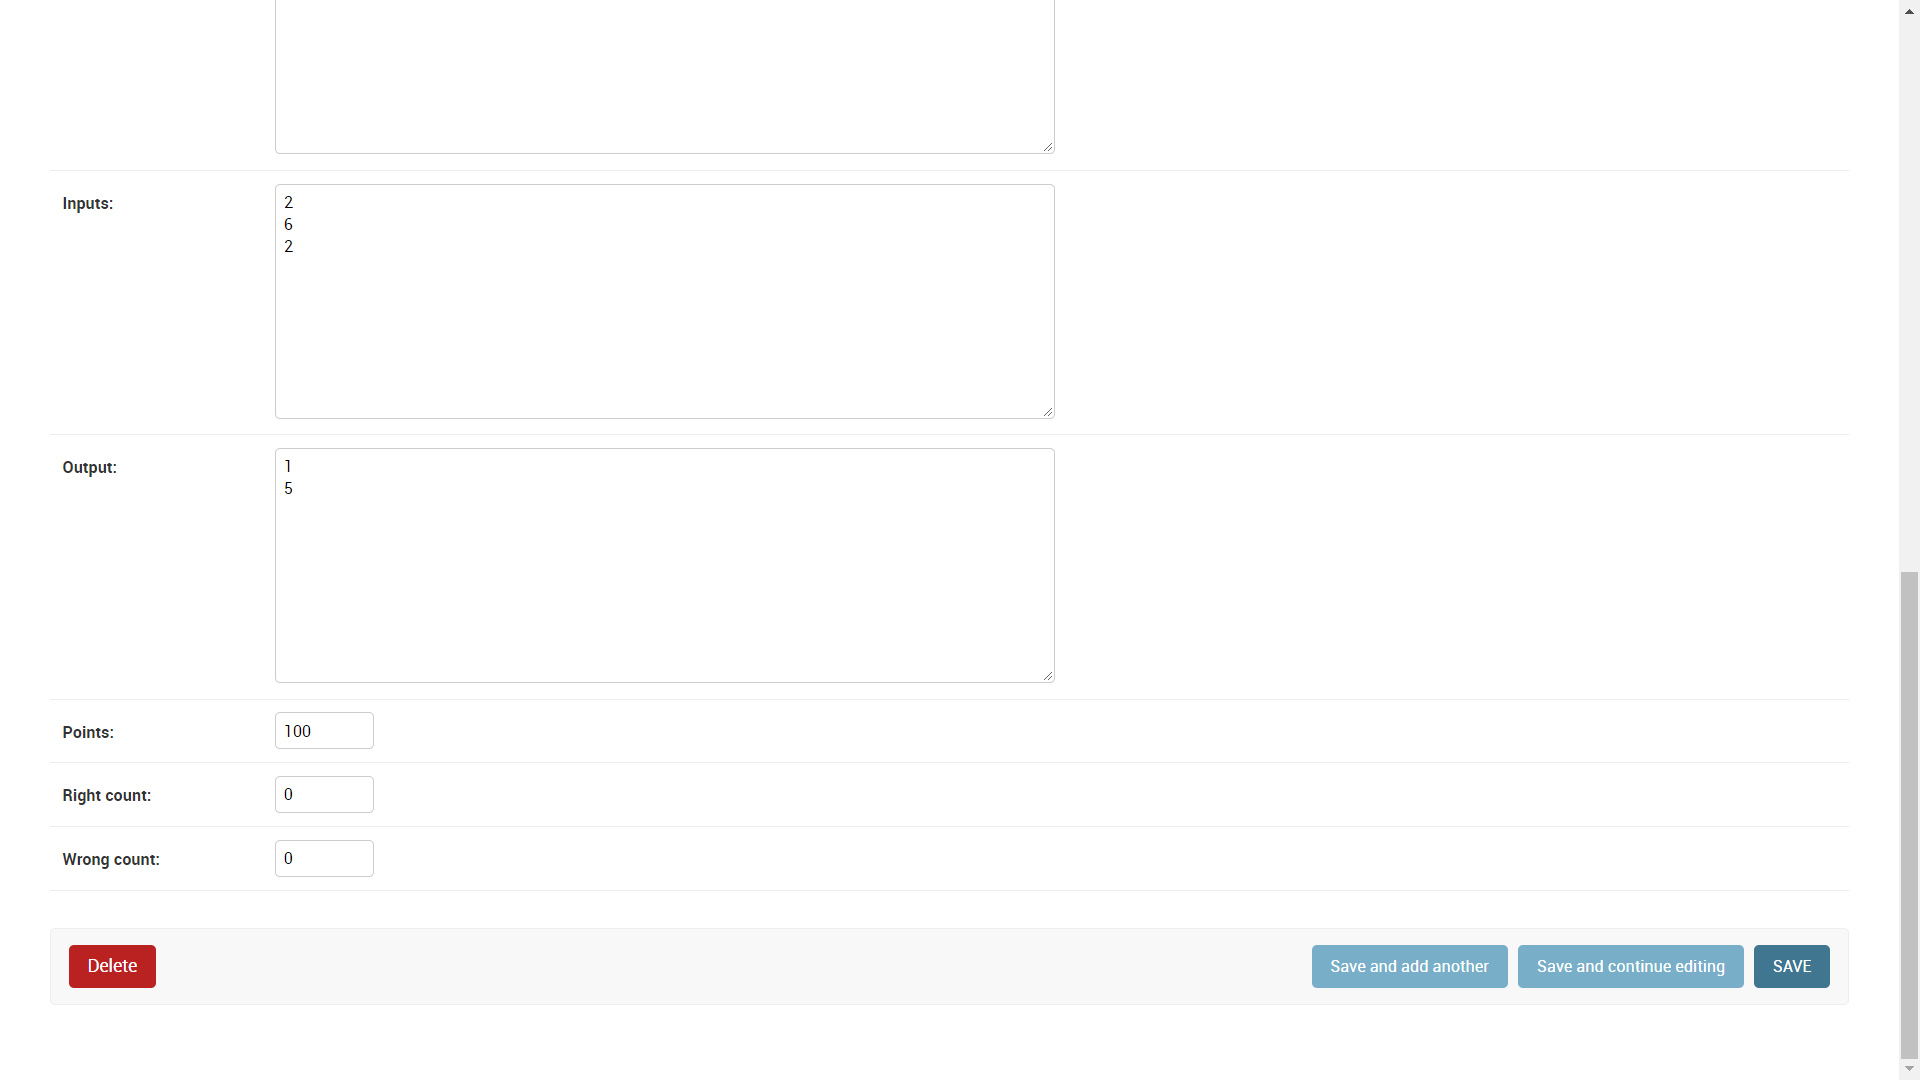 Inputs:
2
6
2
Output:
1
5
Points:
100
Right count:
0
Wrong count:
0
Delete
Save and add another
Save and continue editing
SAVE